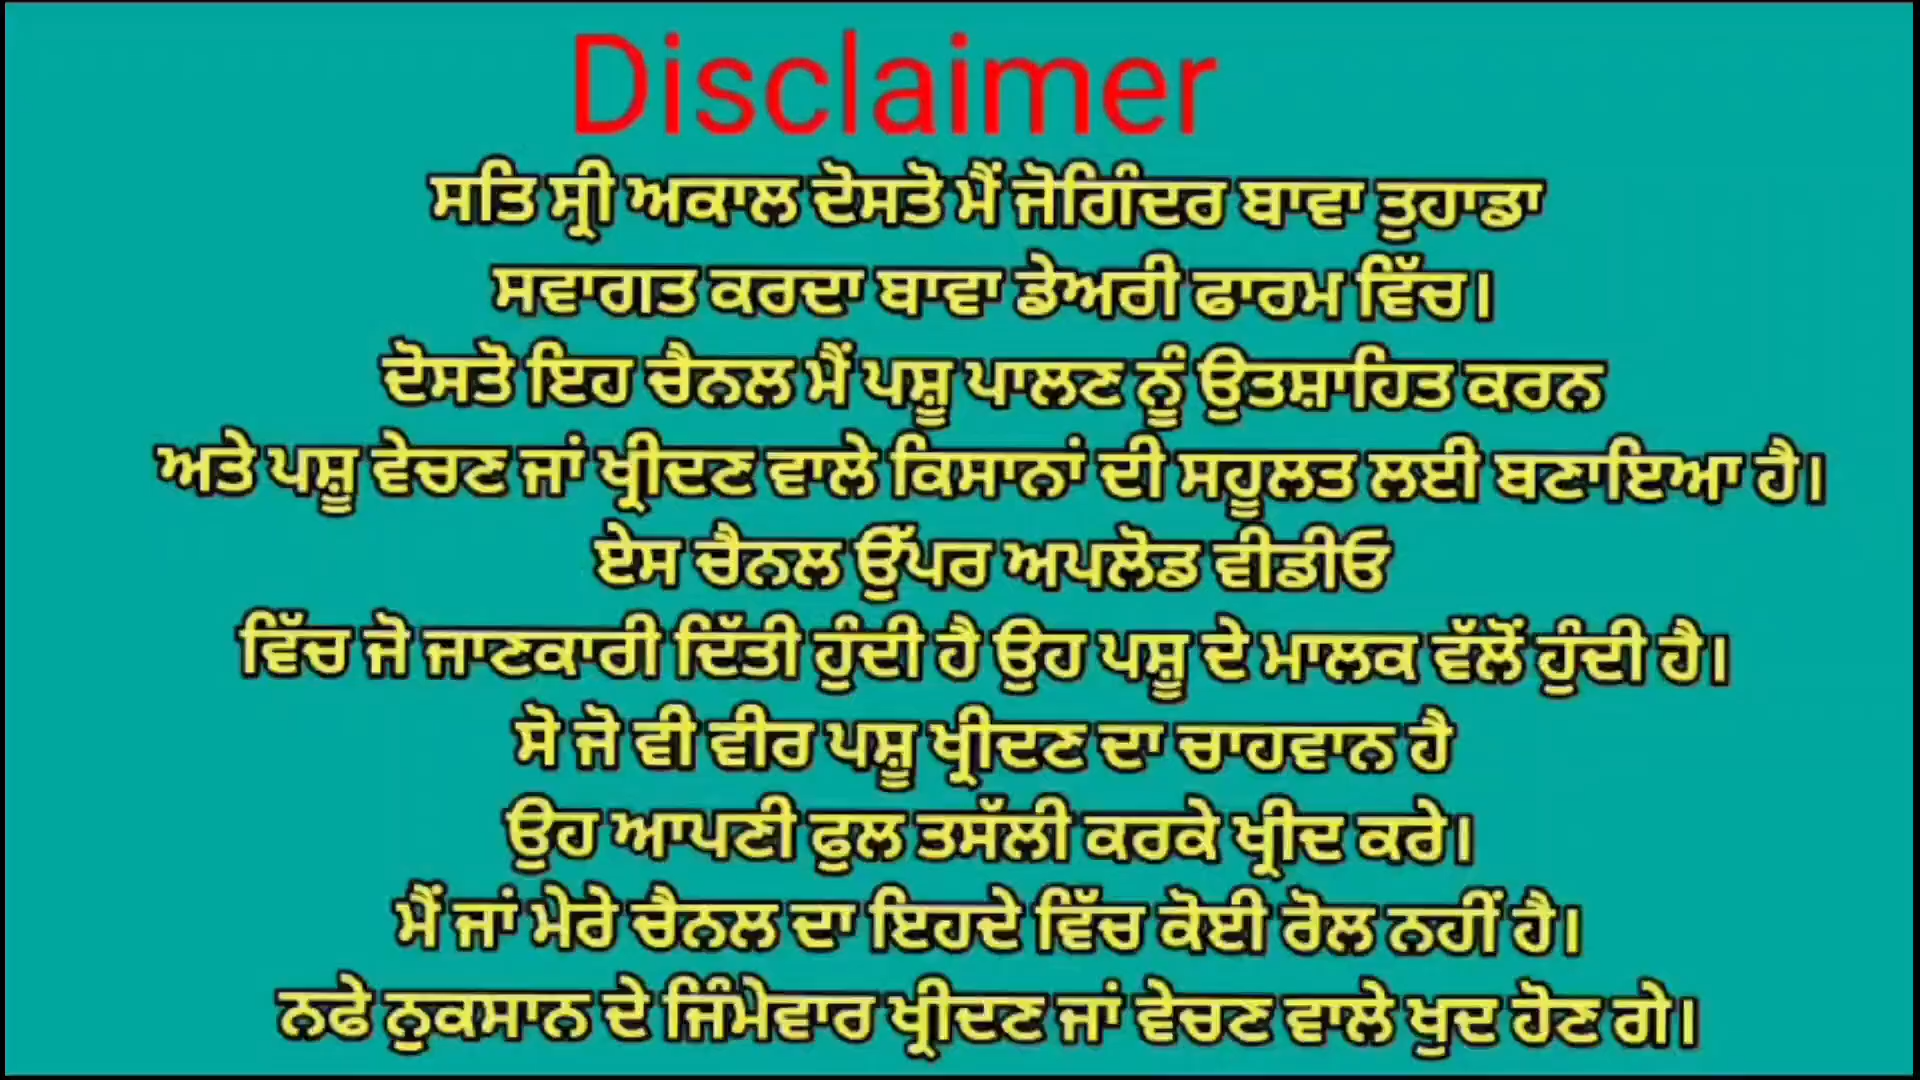 Disclaimer
ਸਤਿ ਸ੍ਰੀ ਅਕਾਲ ਦੋਸਤੋ ਮੈਂ ਜੋਗਿੰਦਰ ਬਾਵਾ ਤੁਹਾਡਾ
ਸਵਾਗਤ ਕਰਦਾ ਬਾਵਾ ਡੇਅਰੀ ਫਾਰਮ ਵਿੱਚ।
ਦੋਸਤੋ ਇਹ ਚੈਨਲ ਮੈਂ ਪਸ਼ੂ ਪਾਲਣ ਨੂੰ ਉਤਸ਼ਾਹਿਤ ਕਰਨ
ਅਤੇ ਪਸ਼ੂ ਵੇਚਣ ਜਾਂ ਖ੍ਰੀਦਣ ਵਾਲੇ ਕਿਸਾਨਾਂ ਦੀ ਸਹੂਲਤ ਲਈ ਬਣਾਇਆ ਹੈ।
ਏਸ ਚੈਨਲ ਉੱਪਰ ਅਪਲੋਡ ਵੀਡੀਓ
ਵਿੱਚ ਜੋ ਜਾਣਕਾਰੀ ਦਿੱਤੀ ਹੁੰਦੀ ਹੈ ਉਹ ਪਸ਼ੂ ਦੇ ਮਾਲਕ ਵੱਲੋਂ ਹੁੰਦੀ ਹੈ।
ਸੋ ਜੋ ਵੀ ਵੀਰ ਪਸ਼ੂ ਖ੍ਰੀਦਣ ਦਾ ਚਾਹਵਾਨ ਹੈ
ਉਹ ਆਪਣੀ ਫੁਲ ਤਸੱਲੀ ਕਰਕੇ ਖ੍ਰੀਦ ਕਰੇ।
ਮੈਂ ਜਾਂ ਮੇਰੇ ਚੈਨਲ ਦਾ ਇਹਦੇ ਵਿੱਚ ਕੋਈ ਰੋਲ ਨਹੀਂ ਹੈ।
ਨਫੇ ਨੁਕਸਾਨ ਦੇ ਜਿੰਮੇਵਾਰ ਖ੍ਰੀਦਣ ਜਾਂ ਵੇਚਣ ਵਾਲੇ ਖੁਦ ਹੋਣ ਗੇ।